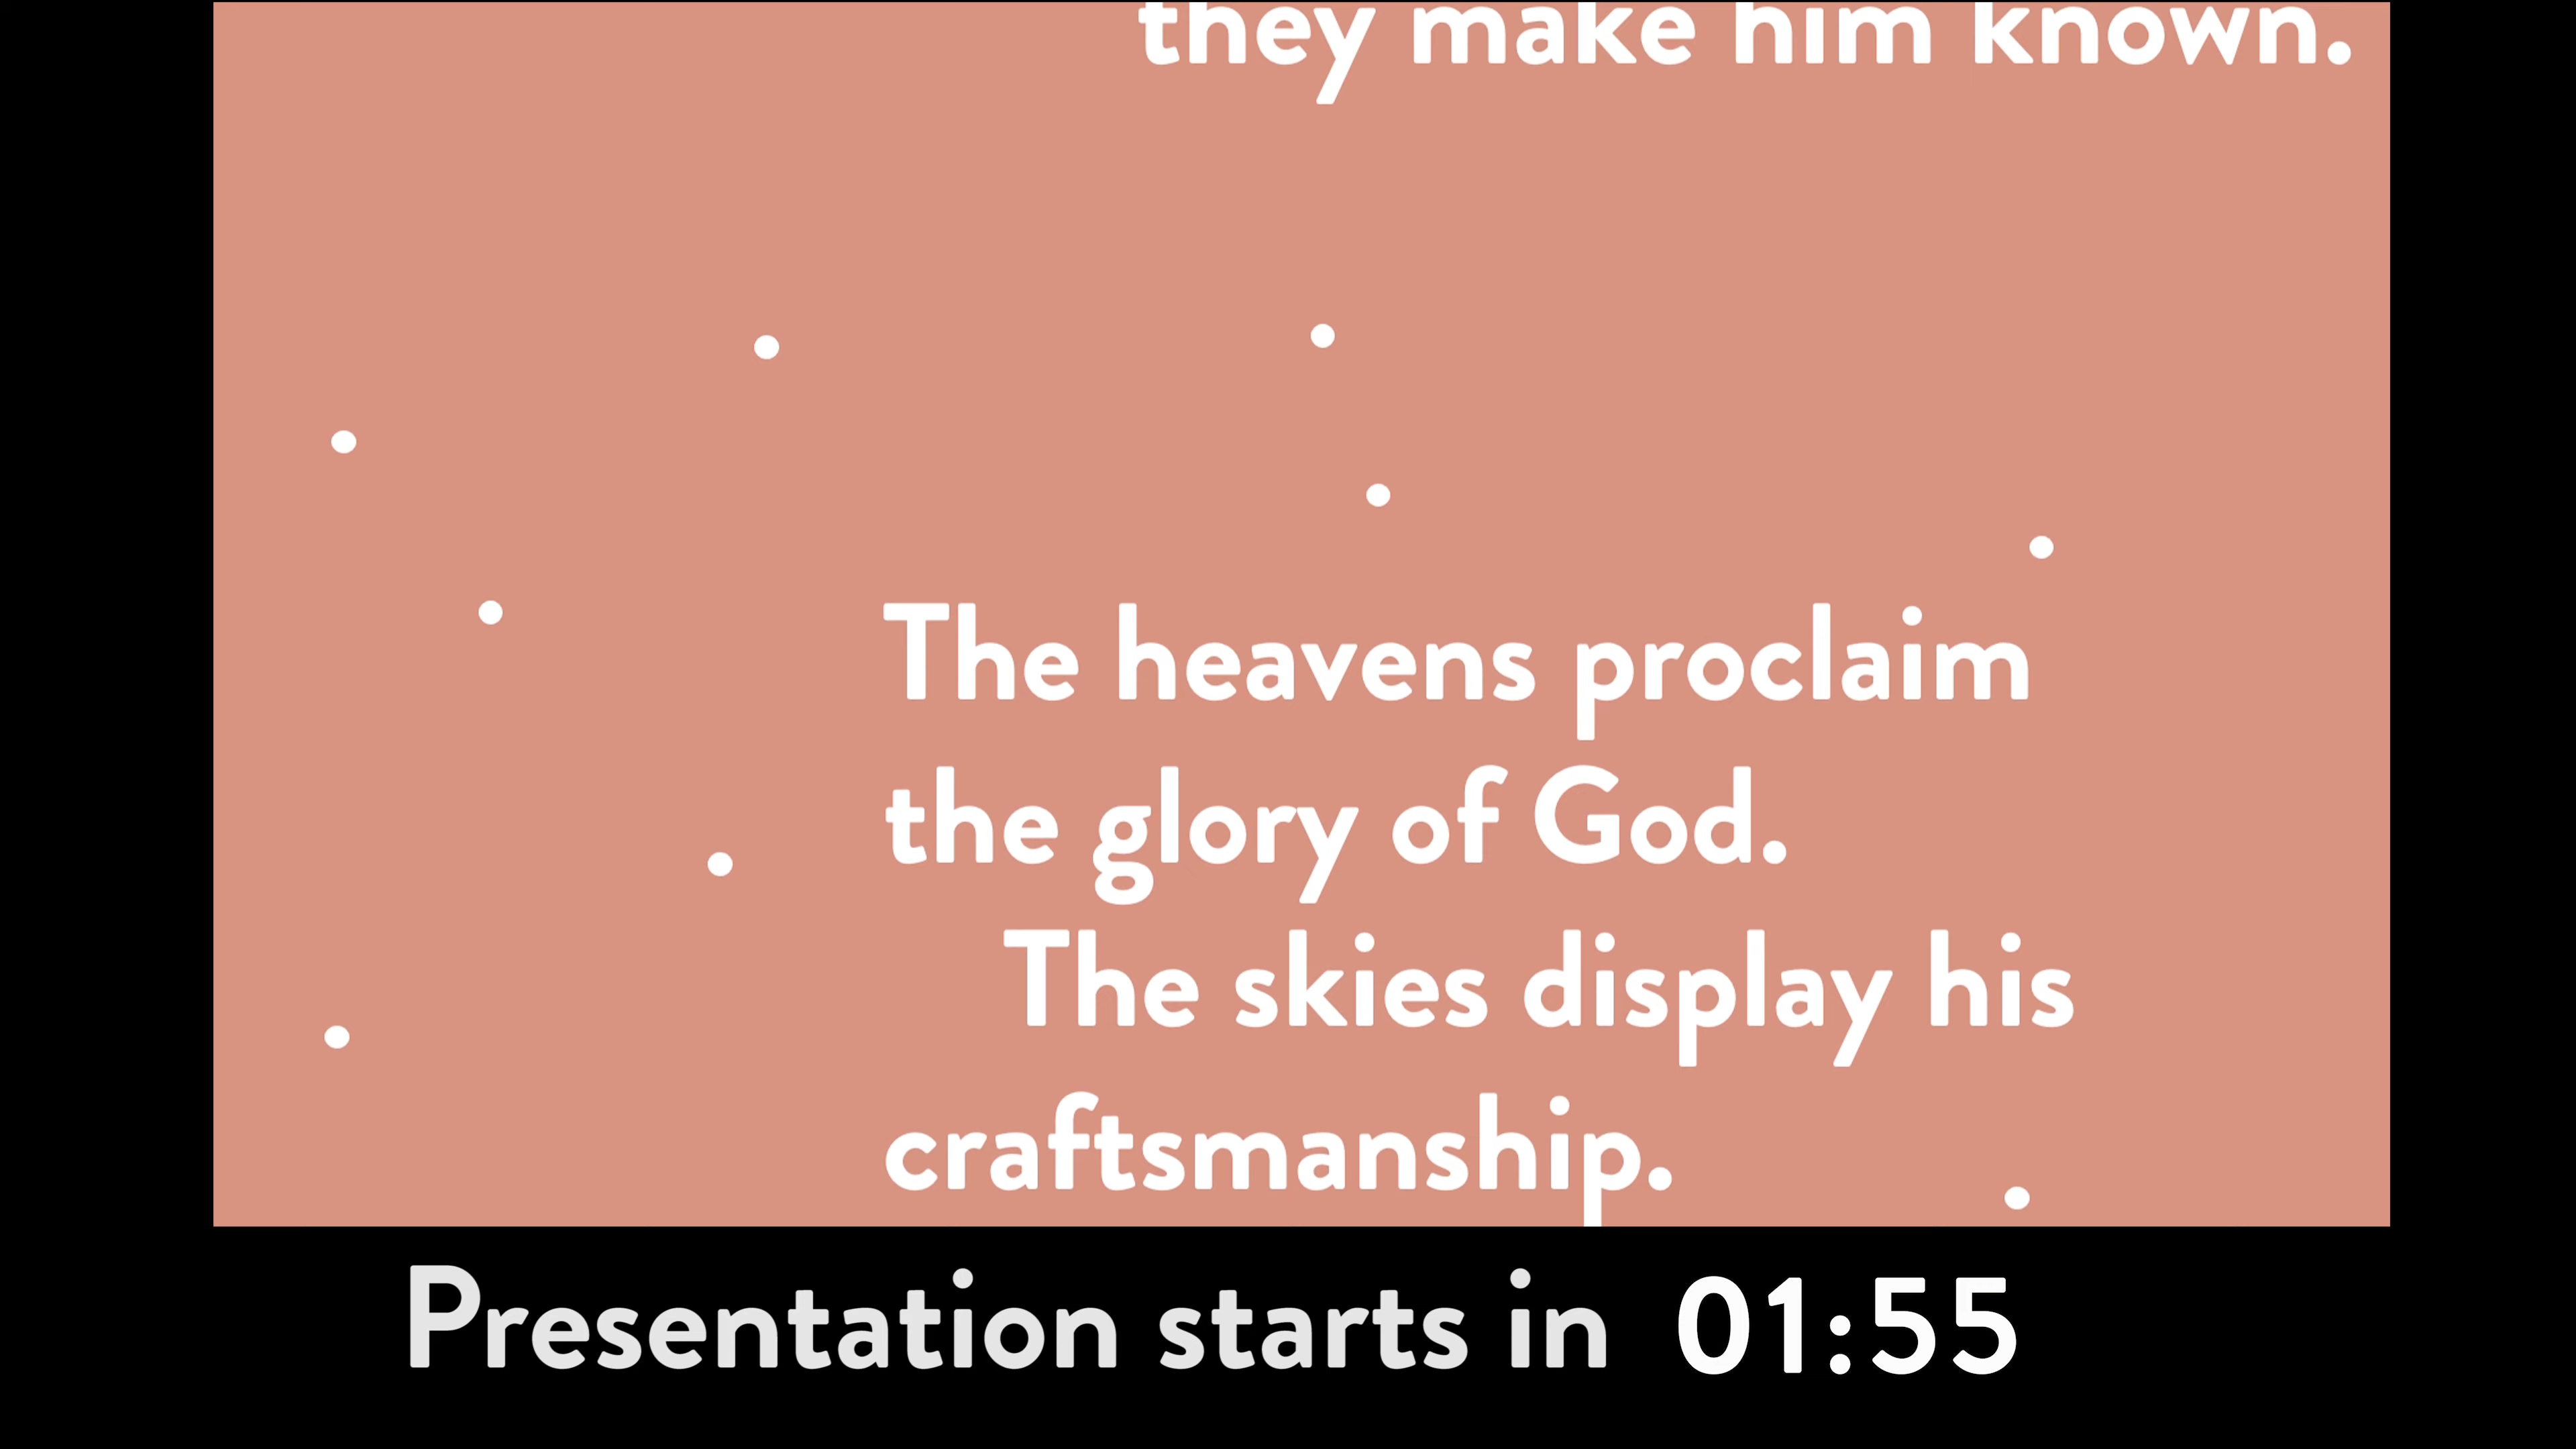 they make him known.
The heavens proclaim
the glory of God.
The skies display his
craftsmanship.
Presentation starts in 01:55